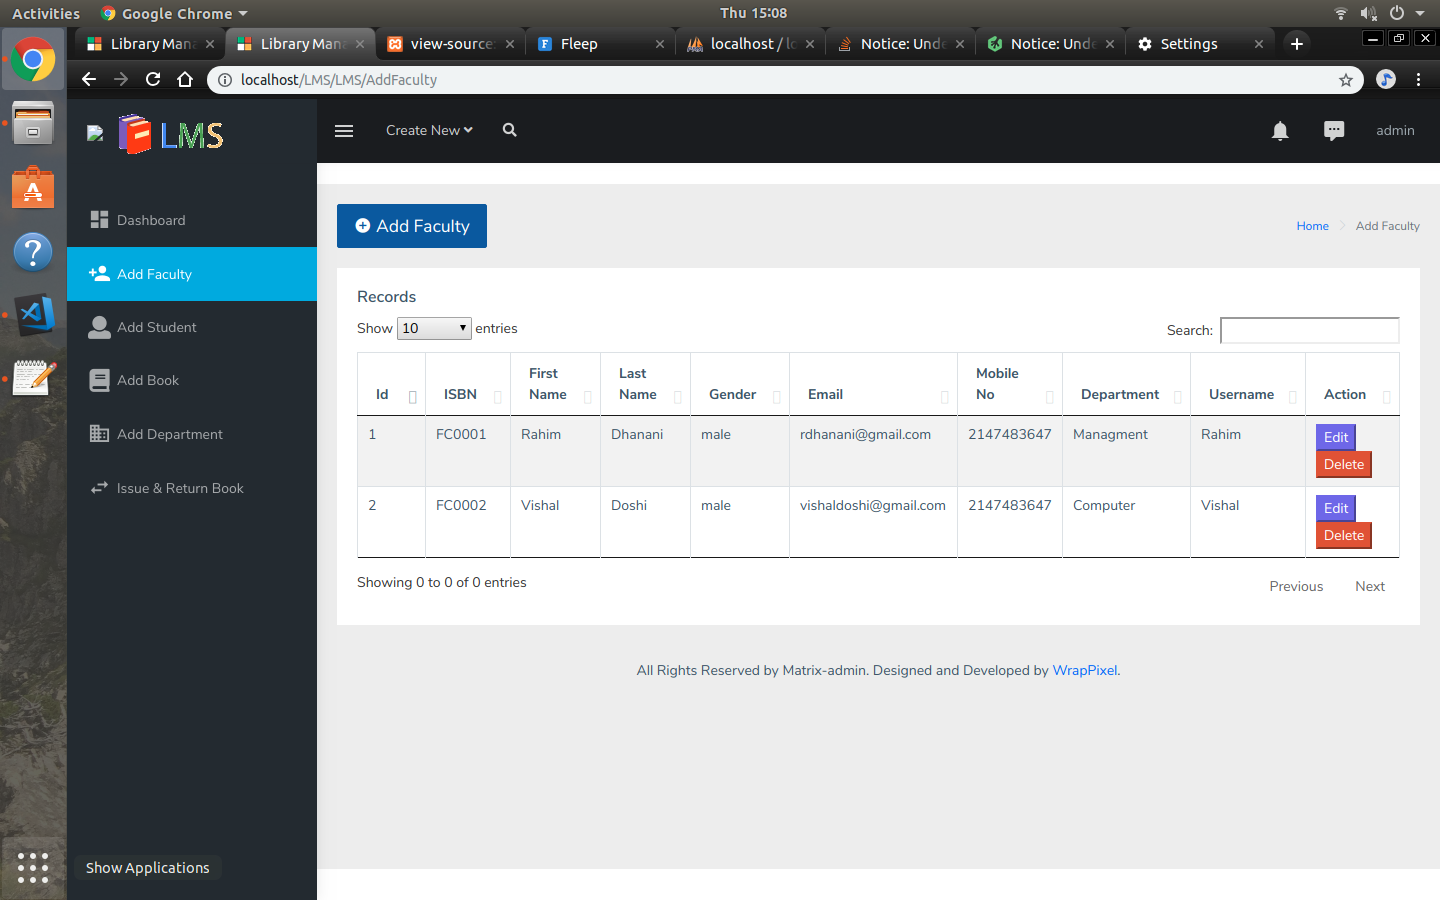 Activities
Google Chrome
Thu 15:08
Library Mana
Library Mana
view-source:
Fleep
localhost / lo
Notice: Unde
Notice: Unde
Settings
localhost/LMS/LMS/AddFaculty
LMS
Create New
admin
Dashboard
Add Faculty
Add Student
Add Book
Add Department
Issue & Return Book
Add Faculty
Home
Add Faculty
Records
Show 10 entries
Search:
Id ISBN First Name Last Name Gender Email Mobile No Department Username Action
1 FC0001 Rahim Dhanani male rdhanani@gmail.com 2147483647 Managment Rahim Edit
Delete
2 FC0002 Vishal Doshi male vishaldoshi@gmail.com 2147483647 Computer Vishal Edit
Delete
Showing 0 to 0 of 0 entries
Previous Next
All Rights Reserved by Matrix-admin. Designed and Developed by WrapPixel.
Show Applications